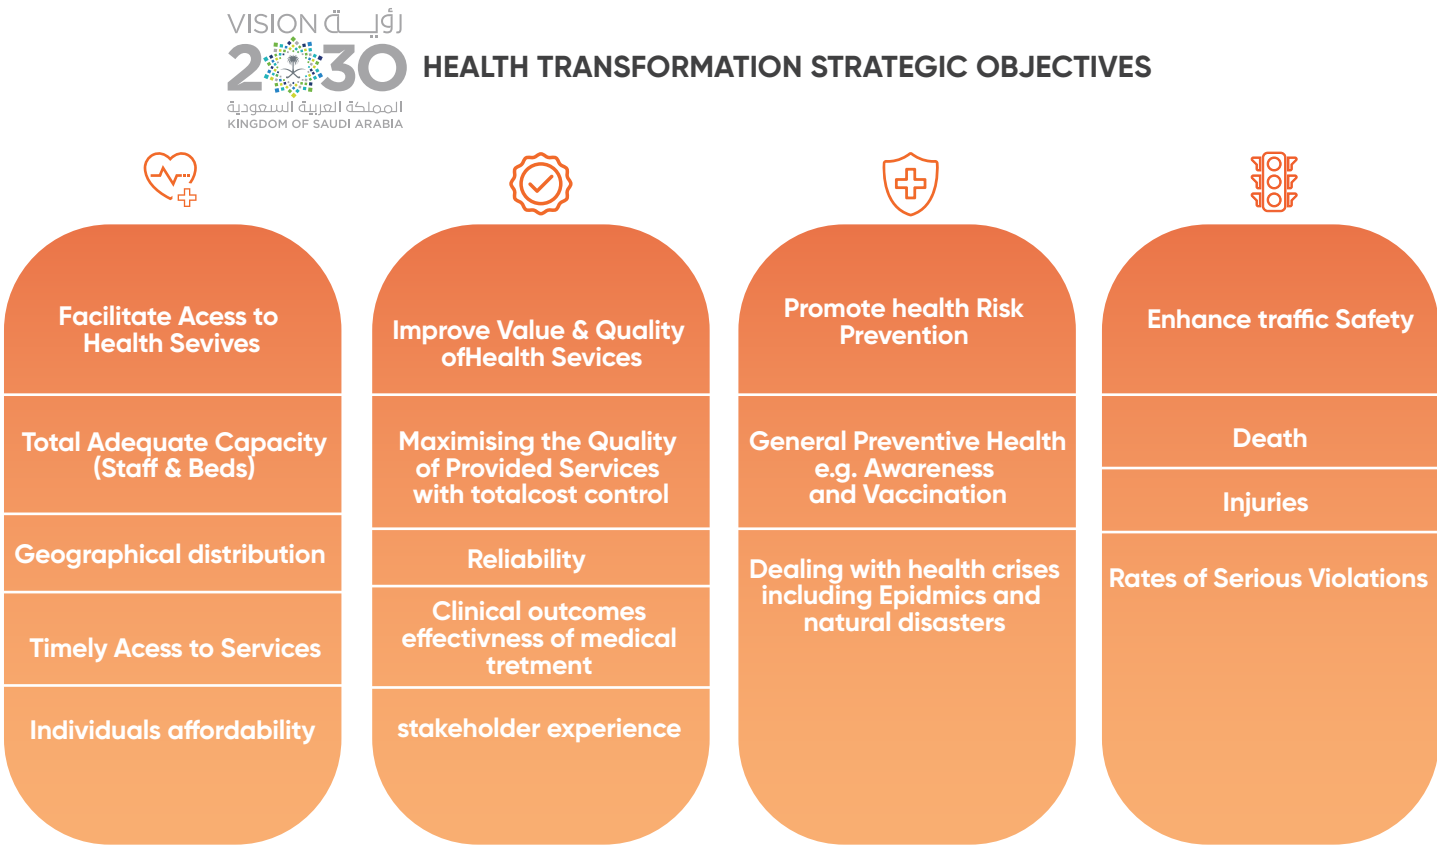 VISION رؤيــــة
2030
المملكة العربية السعودية
KINGDOM OF SAUDI ARABIA
HEALTH TRANSFORMATION STRATEGIC OBJECTIVES
Facilitate Acess to
Health Sevives
Total Adequate Capacity
(Staff & Beds)
Geographical distribution
Timely Acess to Services
Individuals affordability
Improve Value & Quality
ofHealth Sevices
Maximising the Quality
of Provided Services
with totalcost control
Reliability
Clinical outcomes
effectivness of medical
tretment
stakeholder experience
Promote health Risk
Prevention
General Preventive Health
e.g. Awareness
and Vaccination
Dealing with health crises
including Epidmics and
natural disasters
Enhance traffic Safety
Death
Injuries
Rates of Serious Violations